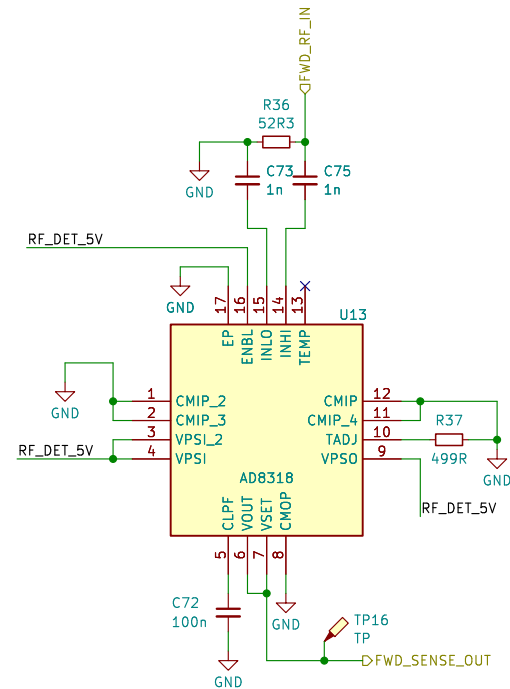 FWD_RF_IN
R36
52R3
C73
1n
C75
1n
GND
RF_DET_5V
GND
17
16
15
14
13
U13
EP
ENBL
INLO
INHI
TEMP
GND
1
CMIP_2
CMIP
12
2
CMIP_3
CMIP_4
11
3
VPSI_2
TADJ
10
R37
499R
RF_DET_5V
4
VPSI
VPSO
9
GND
AD8318
RF_DET_5V
CLPF
VOUT
VSET
CMOP
5
6
7
8
C72
100n
GND
TP16
TP
FWD_SENSE_OUT
GND